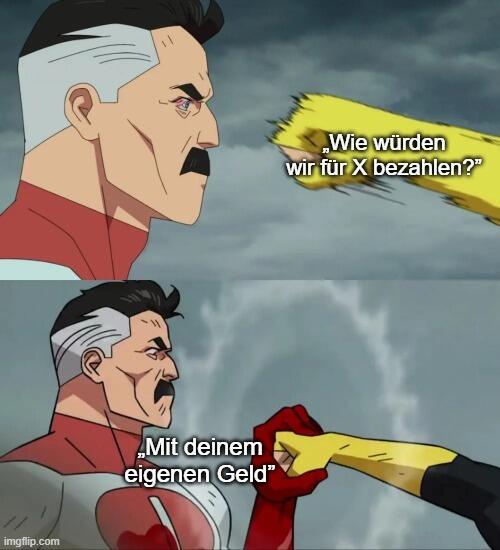 „Wie würden
wir für X bezahlen?”
„Mit deinem
eigenen Geld”
imgflip.com